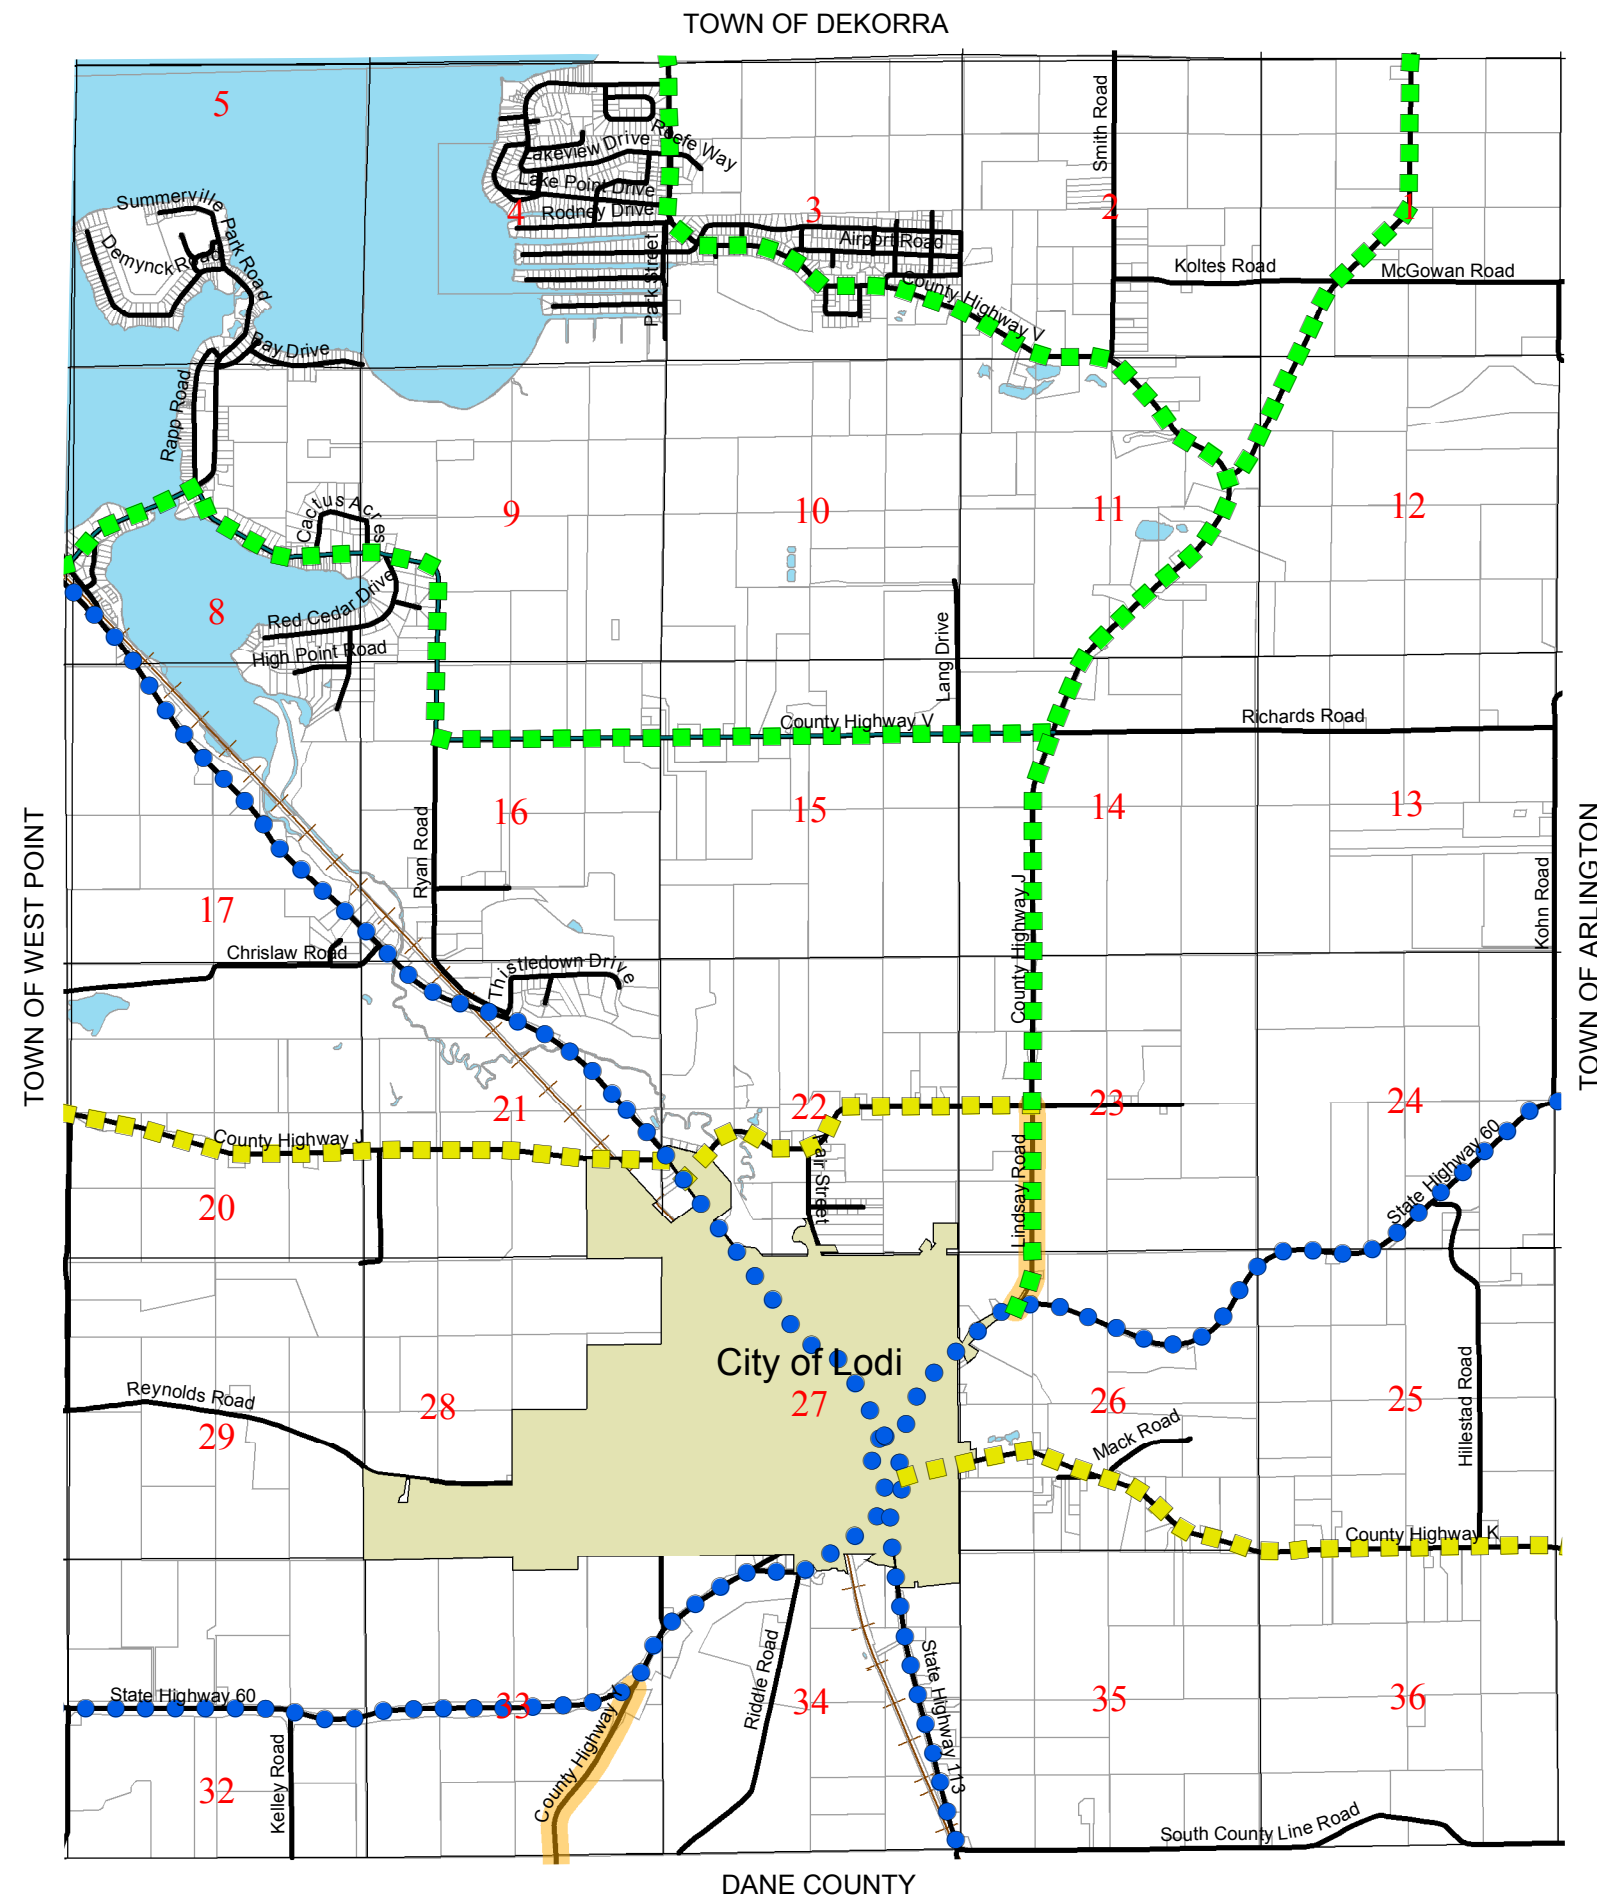 TOWN OF DEKORRA
5
Smith Road
Reefe Way
Lakeview Drive
Lake Point Drive
Summerville
Park Road
4
Rodney Drive
3
2
1
Demynck Road
Airport Road
Park Street
Koltes Road
McGowan Road
County Highway V
Bay Drive
Rapp Road
Cactus Acres
9
10
11
12
8
Red Cedar Drive
High Point Road
Lang Drive
County Highway V
Richards Road
TOWN OF WEST POINT
16
15
14
13
TOWN OF ARLINGTON
Ryan Road
17
County Highway J
Kohn Road
Chrislaw Road
Thistledown Drive
21
22
23
24
County Highway J
Fair Street
Lindsay Road
State Highway 60
20
City of Lodi
Reynolds Road
28
27
26
25
29
Mack Road
Hillestad Road
County Highway K
State Highway 60
33
Riddle Road
34
State Highway 113
35
36
32
Kelley Road
County Highway
South County Line Road
DANE COUNTY